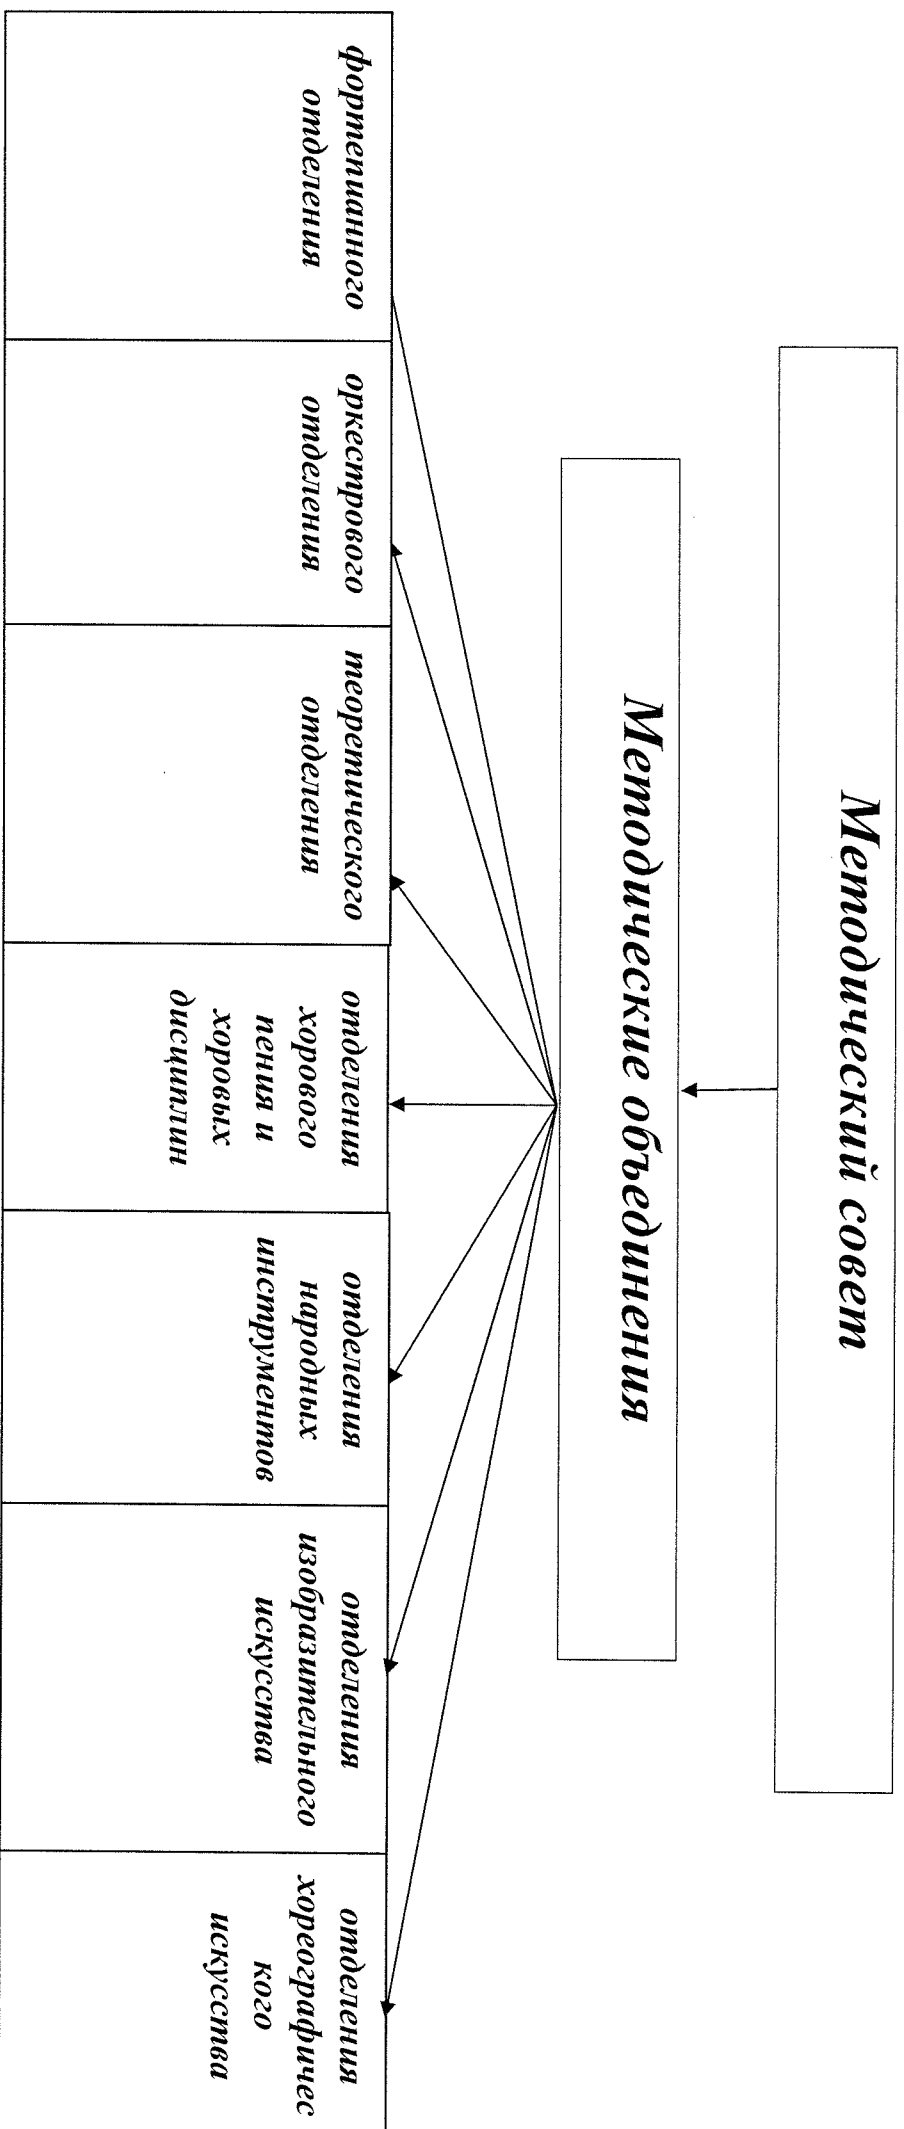 Методический совет
Методические объединения
фортепианного
отделения
оркестрового
отделения
теоретического
отделения
отделения
хорового
пения и
хоровых
дисциплин
отделения
народных
инструментов
отделения
изобразительного
искусства
отделения
хореографичес
кого
искусства